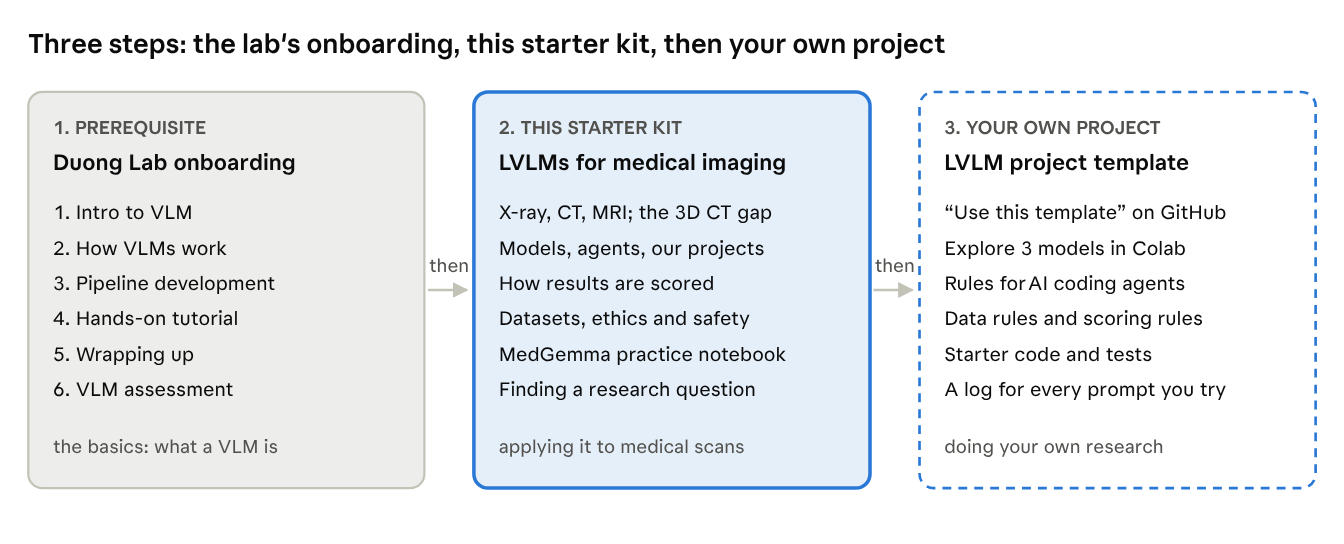 Three steps: the lab's onboarding, this starter kit, then your own project
1. PREREQUISITE
Duong Lab onboarding
1. Intro to VLM
2. How VLMs work
3. Pipeline development
4. Hands-on tutorial
5. Wrapping up
6. VLM assessment
the basics: what a VLM is
then
2. THIS STARTER KIT
LVLMs for medical imaging
X-ray, CT, MRI; the 3D CT gap
Models, agents, our projects
How results are scored
Datasets, ethics and safety
MedGemma practice notebook
Finding a research question
applying it to medical scans
then
3. YOUR OWN PROJECT
LVLM project template
“Use this template” on GitHub
Explore 3 models in Colab
Rules for AI coding agents
Data rules and scoring rules
Starter code and tests
A log for every prompt you try
doing your own research